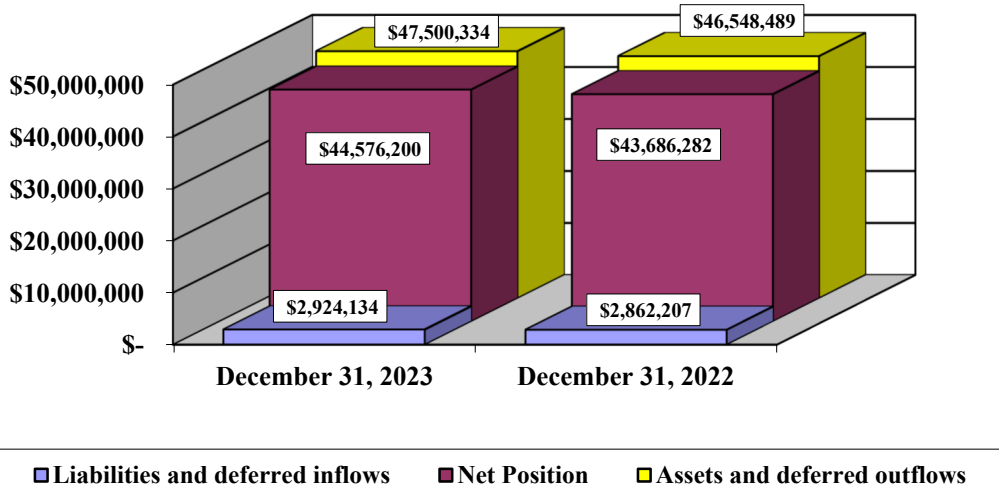 $47,500,334
$46,548,489
$50,000,000
$40,000,000
$44,576,200
$43,686,282
$30,000,000
$20,000,000
$10,000,000
$2,924,134
$2,862,207
$-
December 31, 2023
December 31, 2022
Liabilities and deferred inflows
Net Position
Assets and deferred outflows